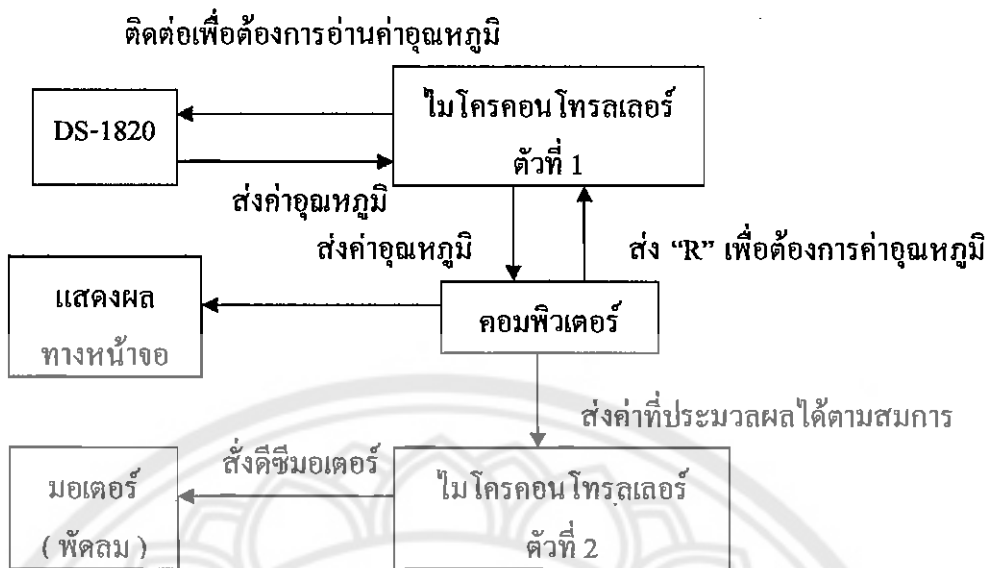 ติดต่อเพื่อต้องการอ่านค่าอุณหภูมิ
DS-1820
ไมโครคอนโทรลเลอร์
ตัวที่ 1
ส่งค่าอุณหภูมิ
ส่งค่าอุณหภูมิ
ส่ง “R” เพื่อต้องการค่าอุณหภูมิ
แสดงผล
ทางหน้าจอ
คอมพิวเตอร์
ส่งค่าที่ประมวลผลได้ตามสมการ
มอเตอร์
( พัดลม )
สั่งดีซีมอเตอร์
ไมโครคอนโทรลเลอร์
ตัวที่ 2